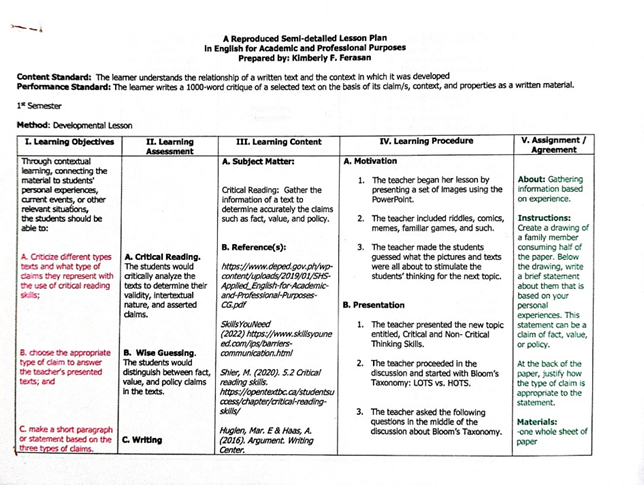 A Reproduced Semi-detailed Lesson Plan
in English for Academic and Professional Purposes
Prepared by: Kimberly F. Ferasan
Content Standard: The learner understands the relationship of a written text and the context in which it was developed
Performance Standard: The learner writes a 1000-word critique of a selected text on the basis of its claim/s, context, and properties as a written material.
1st Semester
Method: Developmental Lesson
I. Learning Objectives
Through contextual
learning, connecting the
material to students'
personal experiences,
current events, or other
relevant situations,
the students should be
able to:
A. Criticize different types
texts and what type of
claims they represent with
the use of critical reading
skills;
B. choose the appropriate
type of claim to answer
the teacher's presented
texts; and
C. make a short paragraph
or statement based on the
three types of claims.
II. Learning
Assessment
A. Critical Reading.
The students would
critically analyze the
texts to determine their
validity, intertextual
nature, and asserted
claims.
B. Wise Guessing.
The students would
distinguish between fact,
value, and policy claims
in the texts.
C. Writing
III. Learning Content
A. Subject Matter:
Critical Reading: Gather the
information of a text to
determine accurately the claims
such as fact, value, and policy.
B. Reference(s):
https://www.deped.gov.ph/wp-
content/uploads/2019/01/SHS-
Applied_English-for-Academic-
and-Professional-Purposes-
CG.pdf
SkillsYouNeed
(2022) https://www.skillsyoune
ed.com/ips/barriers-
communication.html
Shier, M. (2020). 5.2 Critical
reading skills.
https://opentextbc.ca/studentsu
ccess/chapter/critical-reading-
skills/
Huglen, Mar. E & Haas, A.
(2016). Argument. Writing
Center.
IV. Learning Procedure
A. Motivation
1. The teacher began her lesson by
presenting a set of images using the
PowerPoint.
2. The teacher included riddles, comics,
memes, familiar games, and such.
3. The teacher made the students
guessed what the pictures and texts
were all about to stimulate the
students' thinking for the next topic.
B. Presentation
1. The teacher presented the new topic
entitled, Critical and Non- Critical
Thinking Skills.
2. The teacher proceeded in the
discussion and started with Bloom's
Taxonomy: LOTS vs. HOTS.
3. The teacher asked the following
questions in the middle of the
discussion about Bloom's Taxonomy.
V. Assignment /
Agreement
About: Gathering
information based
on experience.
Instructions:
Create a drawing of
a family member
consuming half of
the paper. Below
the drawing, write
a brief statement
about them that is
based on your
personal
experiences. This
statement can be a
claim of fact, value,
or policy.
At the back of the
paper, justify how
the type of claim is
appropriate to the
statement.
Materials:
-one whole sheet of
paper